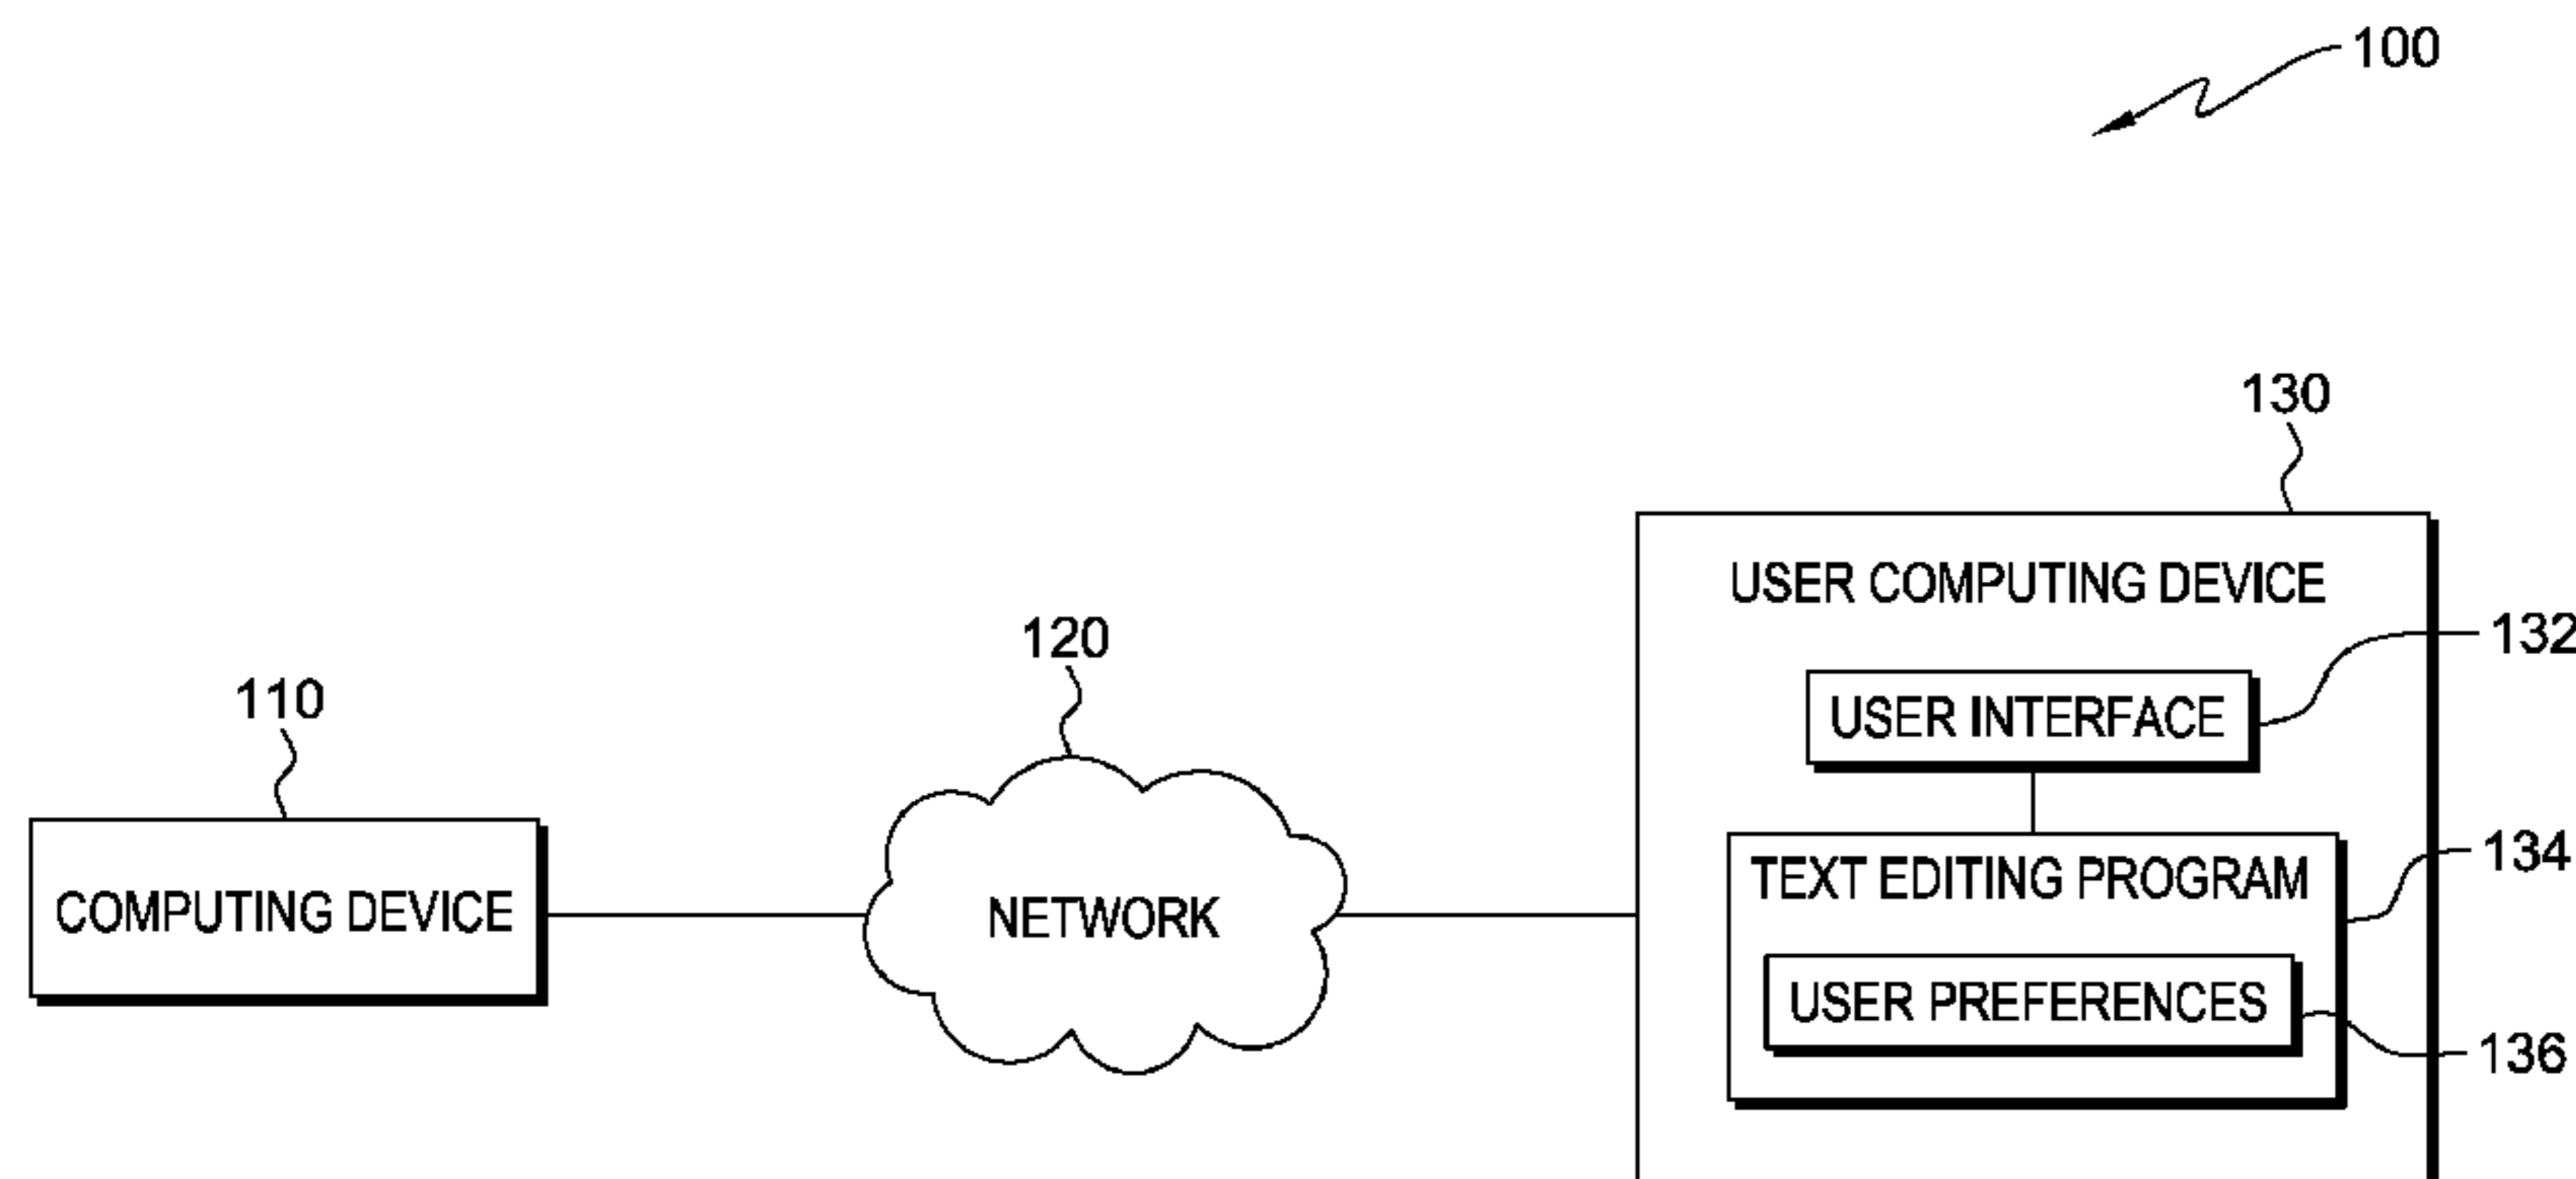 100
130
USER COMPUTING DEVICE
132
120
USER INTERFACE
110
134
TEXT EDITING PROGRAM
COMPUTING DEVICE
NETWORK
USER PREFERENCES
136